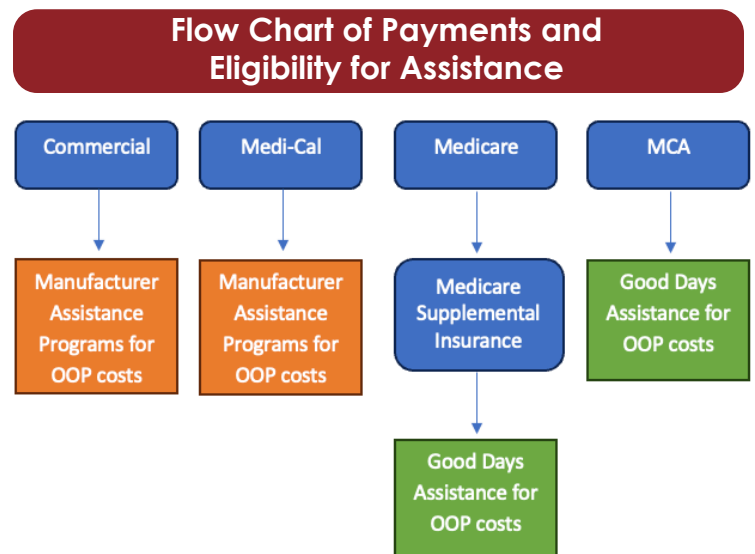 Flow Chart of Payments and
Eligibility for Assistance
Commercial
Medi-Cal
Medicare
MCA
Manufacturer
Assistance
Programs for
OOP costs
Manufacturer
Assistance
Programs for
OOP costs
Medicare
Supplemental
Insurance
Good Days
Assistance for
OOP costs
Good Days
Assistance for
OOP costs